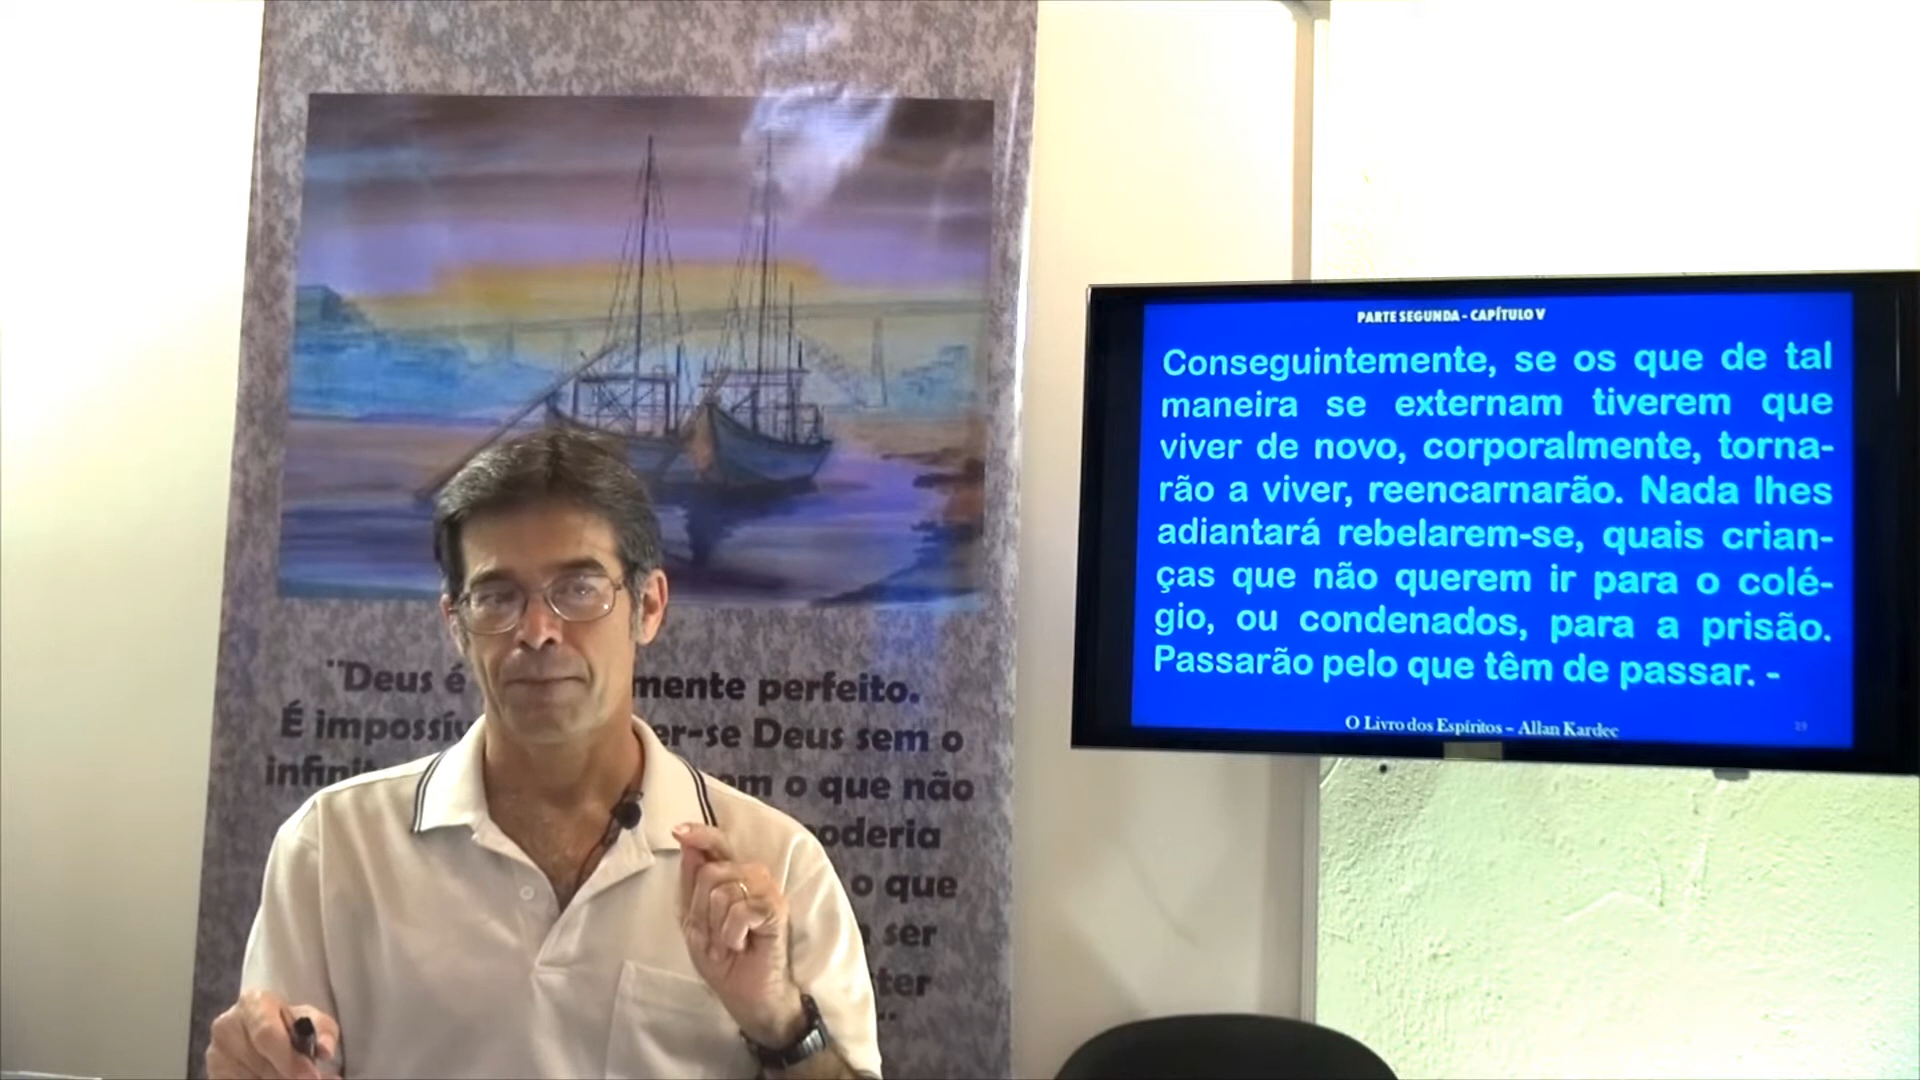 ¨Deus é mente perfeito.
É impossív er-se Deus sem o
infinit em o que não
poderia
o que
ser
ter
¨
PARTE SEGUNDA - CAPÍTULO V
Conseguintemente, se os que de tal
maneira se externam tiverem que
viver de novo, corporalmente, torna-
rão a viver, reencarnarão. Nada lhes
adiantará rebelarem-se, quais crian-
ças que não querem ir para o colé-
gio, ou condenados, para a prisão.
Passarão pelo que têm de passar. -
O Livro dos Espíritos – Allan Kardec
19